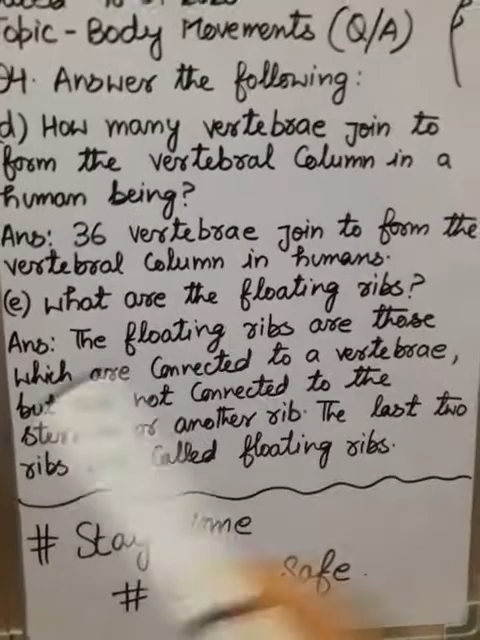 Topic - Body Movements (Q/A)
Q4. Answer the following:
d) How many vertebrae join to
form the vertebral Column in a
human being?
Ans: 36 vertebrae join to form the
vertebral Column in humans.
(e) What are the floating ribs?
Ans: The floating ribs are those
which are Connected to a vertebrae,
but not Connected to the
or another rib. The last two
ribs Called floating ribs.
# Stay
# safe.